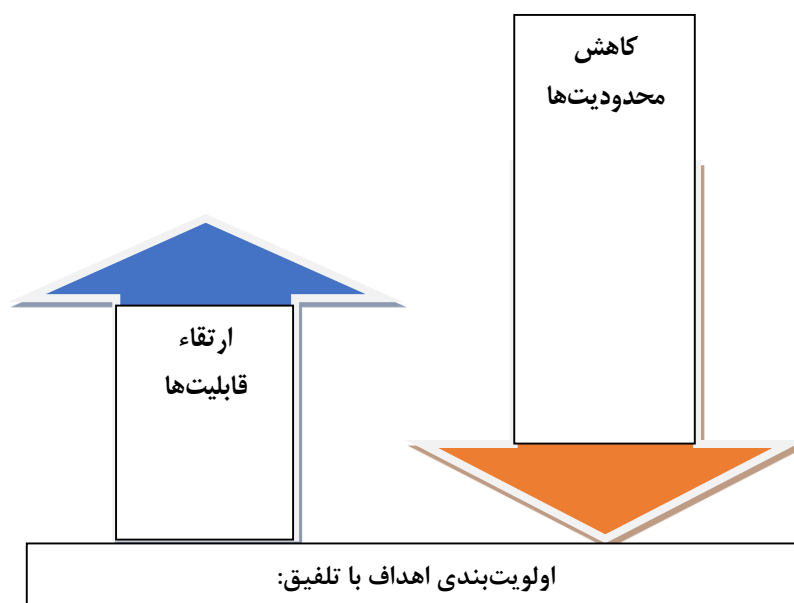 کاهش
محدودیت‌ها
ارتقاء
قابلیت‌ها
اولویت‌بندی اهداف با تلفیق: